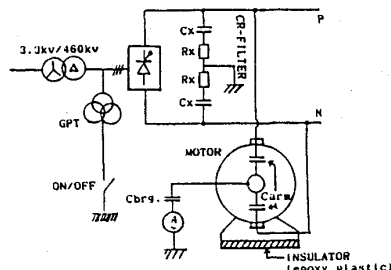 P
Cx
CR-FILTER
3.3kv/460kv
Rx
Δ
Rx
Cx
GPT
N
MOTOR
ON/OFF
Cbrg.
Carm
A
INSULATOR
(epoxy plastic)